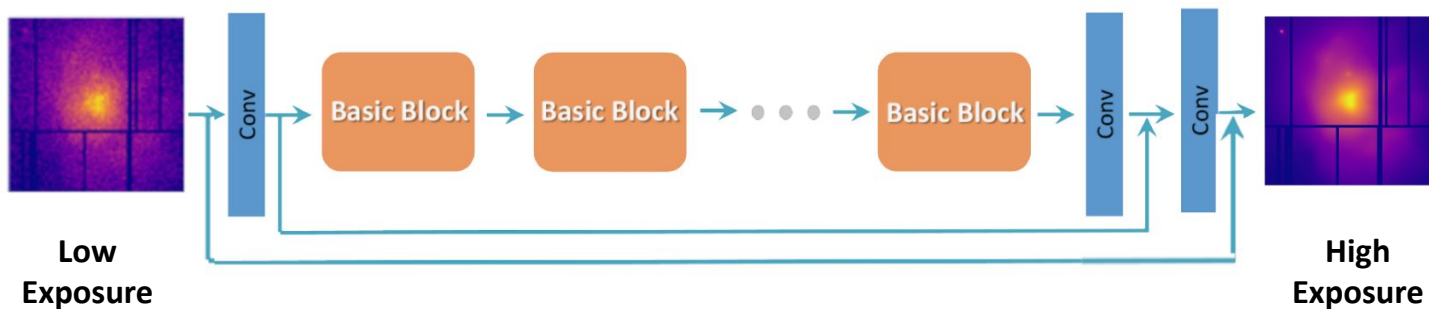 Conv
Basic Block
Basic Block
Basic Block
Conv
Conv
Low
Exposure
High
Exposure